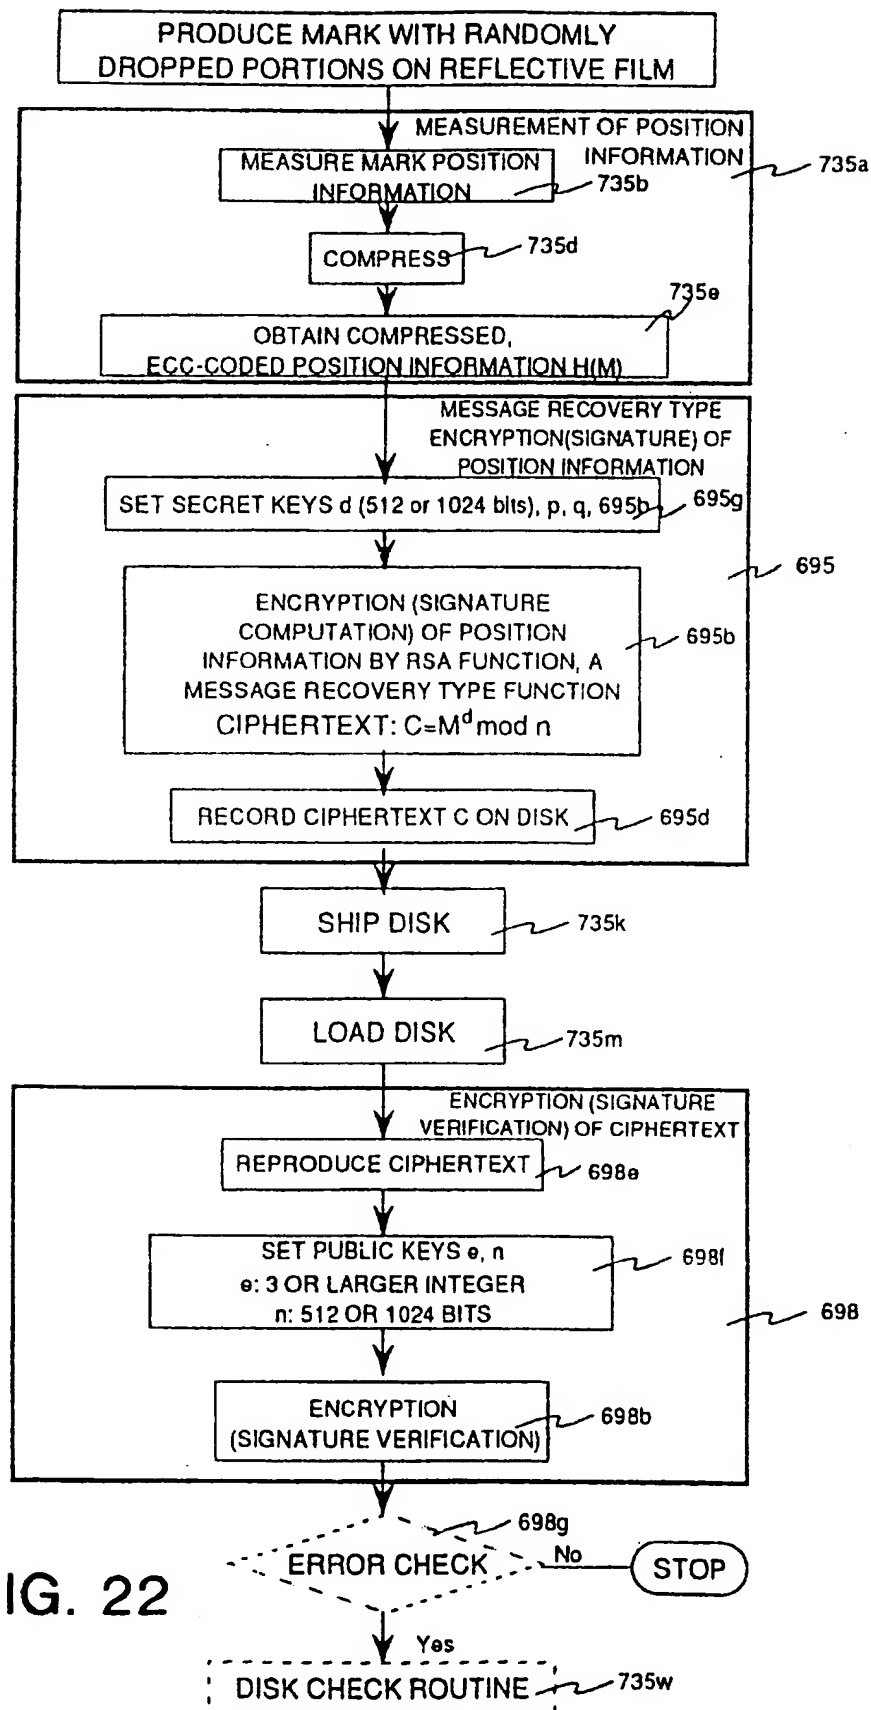 PRODUCE MARK WITH RANDOMLY
DROPPED PORTIONS ON REFLECTIVE FILM
MEASUREMENT OF POSITION
INFORMATION
735a
MEASURE MARK POSITION
INFORMATION
735b
COMPRESS
735d
735e
OBTAIN COMPRESSED,
ECC-CODED POSITION INFORMATION H(M)
MESSAGE RECOVERY TYPE
ENCRYPTION(SIGNATURE) OF
POSITION INFORMATION
SET SECRET KEYS d (512 or 1024 bits), p, q, 695b
695g
695
ENCRYPTION (SIGNATURE
COMPUTATION) OF POSITION
INFORMATION BY RSA FUNCTION, A
MESSAGE RECOVERY TYPE FUNCTION
CIPHERTEXT: C=M^d mod n
695b
RECORD CIPHERTEXT C ON DISK
695d
SHIP DISK
735k
LOAD DISK
735m
ENCRYPTION (SIGNATURE
VERIFICATION) OF CIPHERTEXT
REPRODUCE CIPHERTEXT
698e
SET PUBLIC KEYS e, n
e: 3 OR LARGER INTEGER
n: 512 OR 1024 BITS
698f
698
ENCRYPTION
(SIGNATURE VERIFICATION)
698b
698g
ERROR CHECK
No
STOP
IG. 22
Yes
DISK CHECK ROUTINE
735w